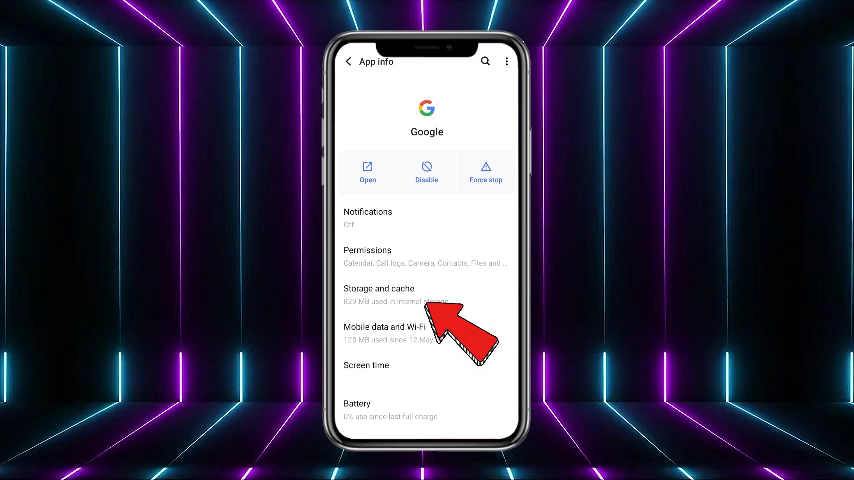 App info
Google
Open
Disable
Force stop
Notifications
Off
Permissions
Calendar, Call logs, Camera, Contacts, Files and ...
Storage and cache
829 MB used in internal storage
Mobile data and Wi-Fi
128 MB used since 12 May
Screen time
Battery
0% use since last full charge